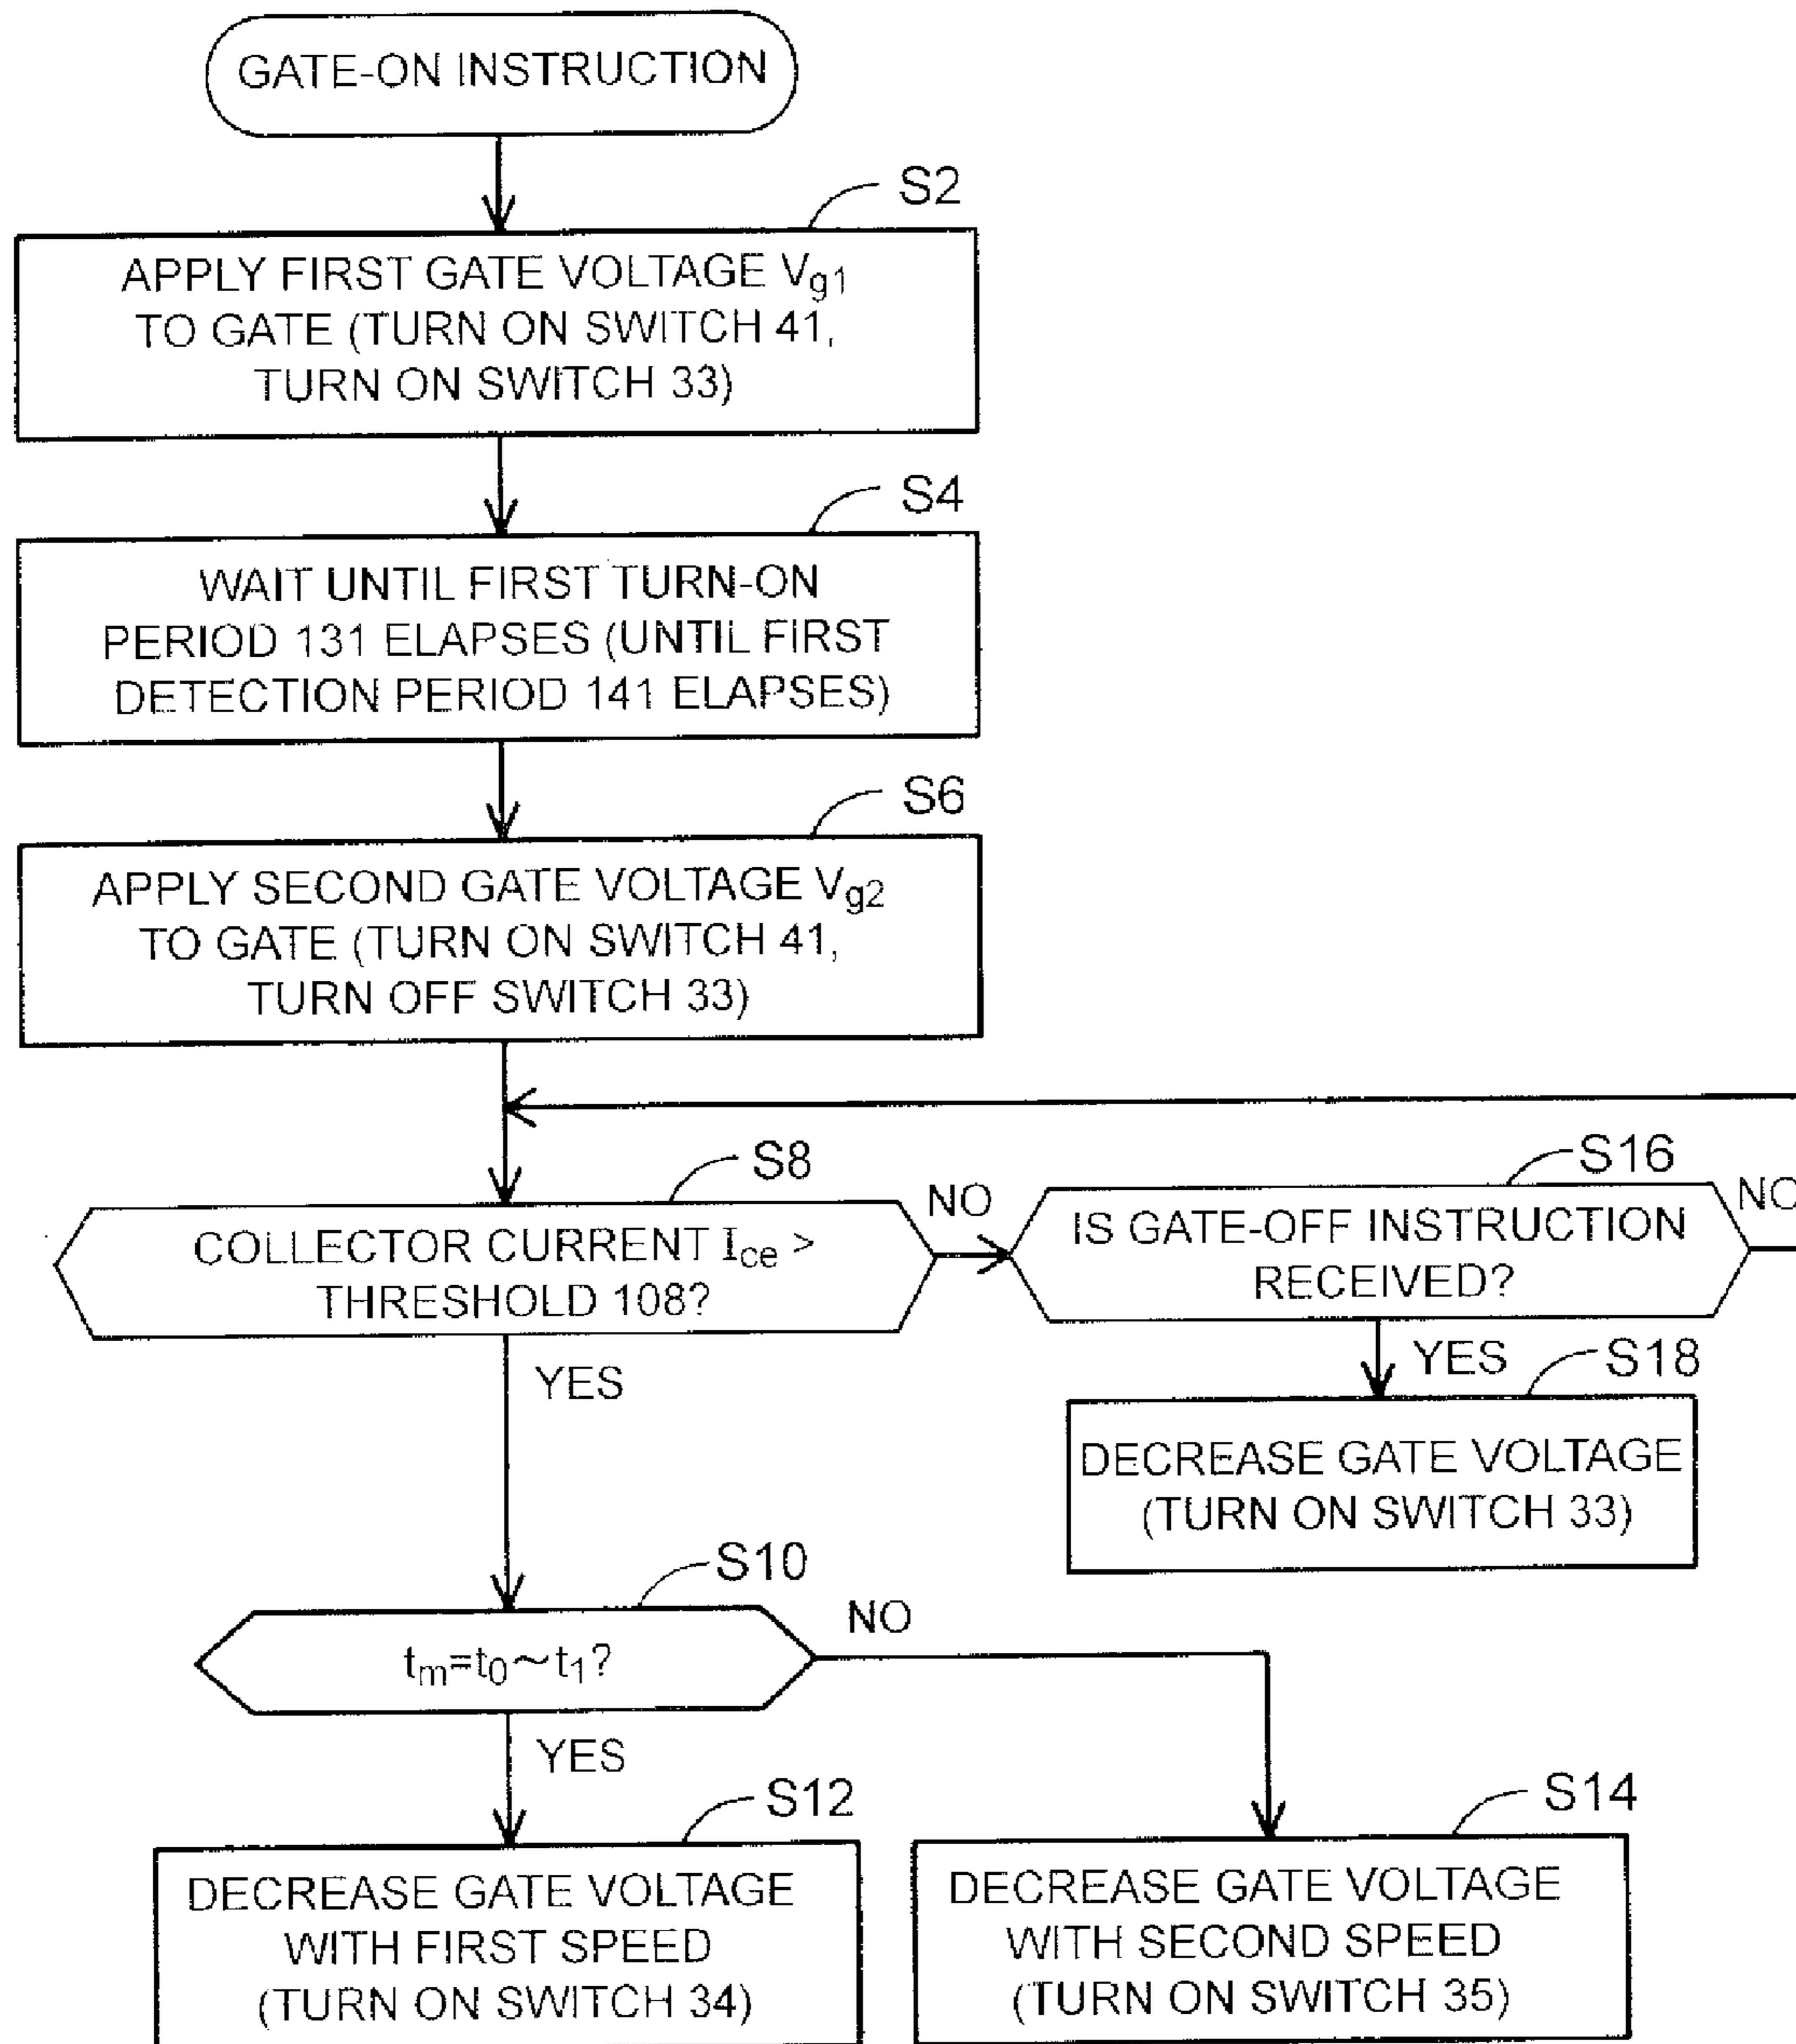 GATE-ON INSTRUCTION
S2
APPLY FIRST GATE VOLTAGE Vg1
TO GATE (TURN ON SWITCH 41,
TURN ON SWITCH 33)
S4
WAIT UNTIL FIRST TURN-ON
PERIOD 131 ELAPSES (UNTIL FIRST
DETECTION PERIOD 141 ELAPSES)
S6
APPLY SECOND GATE VOLTAGE Vg2
TO GATE (TURN ON SWITCH 41,
TURN OFF SWITCH 33)
S8
COLLECTOR CURRENT Ice >
THRESHOLD 108?
NO
S16
IS GATE-OFF INSTRUCTION
RECEIVED?
NO
YES
YES
S18
DECREASE GATE VOLTAGE
(TURN ON SWITCH 33)
S10
tm=t0~t1?
NO
YES
S12
DECREASE GATE VOLTAGE
WITH FIRST SPEED
(TURN ON SWITCH 34)
S14
DECREASE GATE VOLTAGE
WITH SECOND SPEED
(TURN ON SWITCH 35)